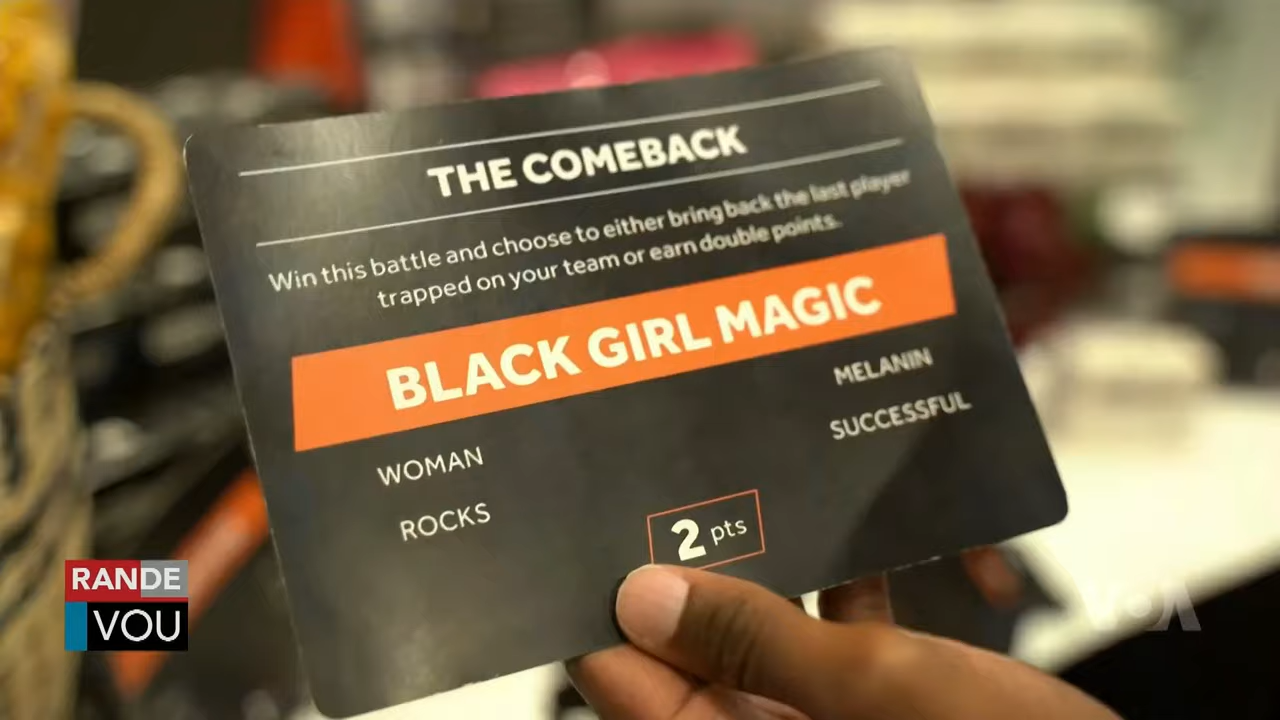 THE COMEBACK
Win this battle and choose to either bring back the last player
trapped on your team or earn double points.
BLACK GIRL MAGIC
WOMAN
MELANIN
ROCKS
SUCCESSFUL
2 pts
RANDE
VOU
VOA